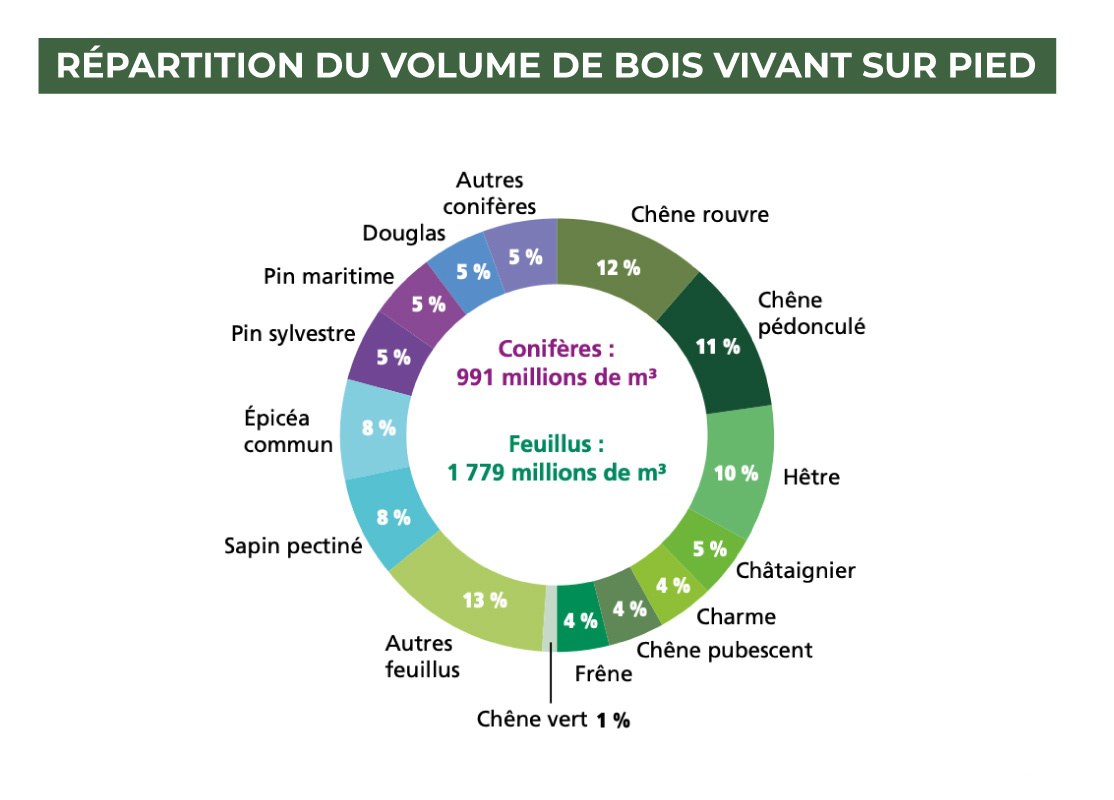 RÉPARTITION DU VOLUME DE BOIS VIVANT SUR PIED
Autres
conifères
Chêne rouvre
Douglas
5 %
12 %
5 %
Pin maritime
5 %
Chêne
pédonculé
Pin sylvestre
5 %
11 %
Conifères :
991 millions de m³
Épicéa
commun
8 %
Feuillus :
1 779 millions de m³
10 %
Hêtre
8 %
Sapin pectiné
5 %
Châtaignier
4 %
Charme
13 %
4 %
4 %
Autres
feuillus
Chêne pubescent
Frêne
Chêne vert 1 %